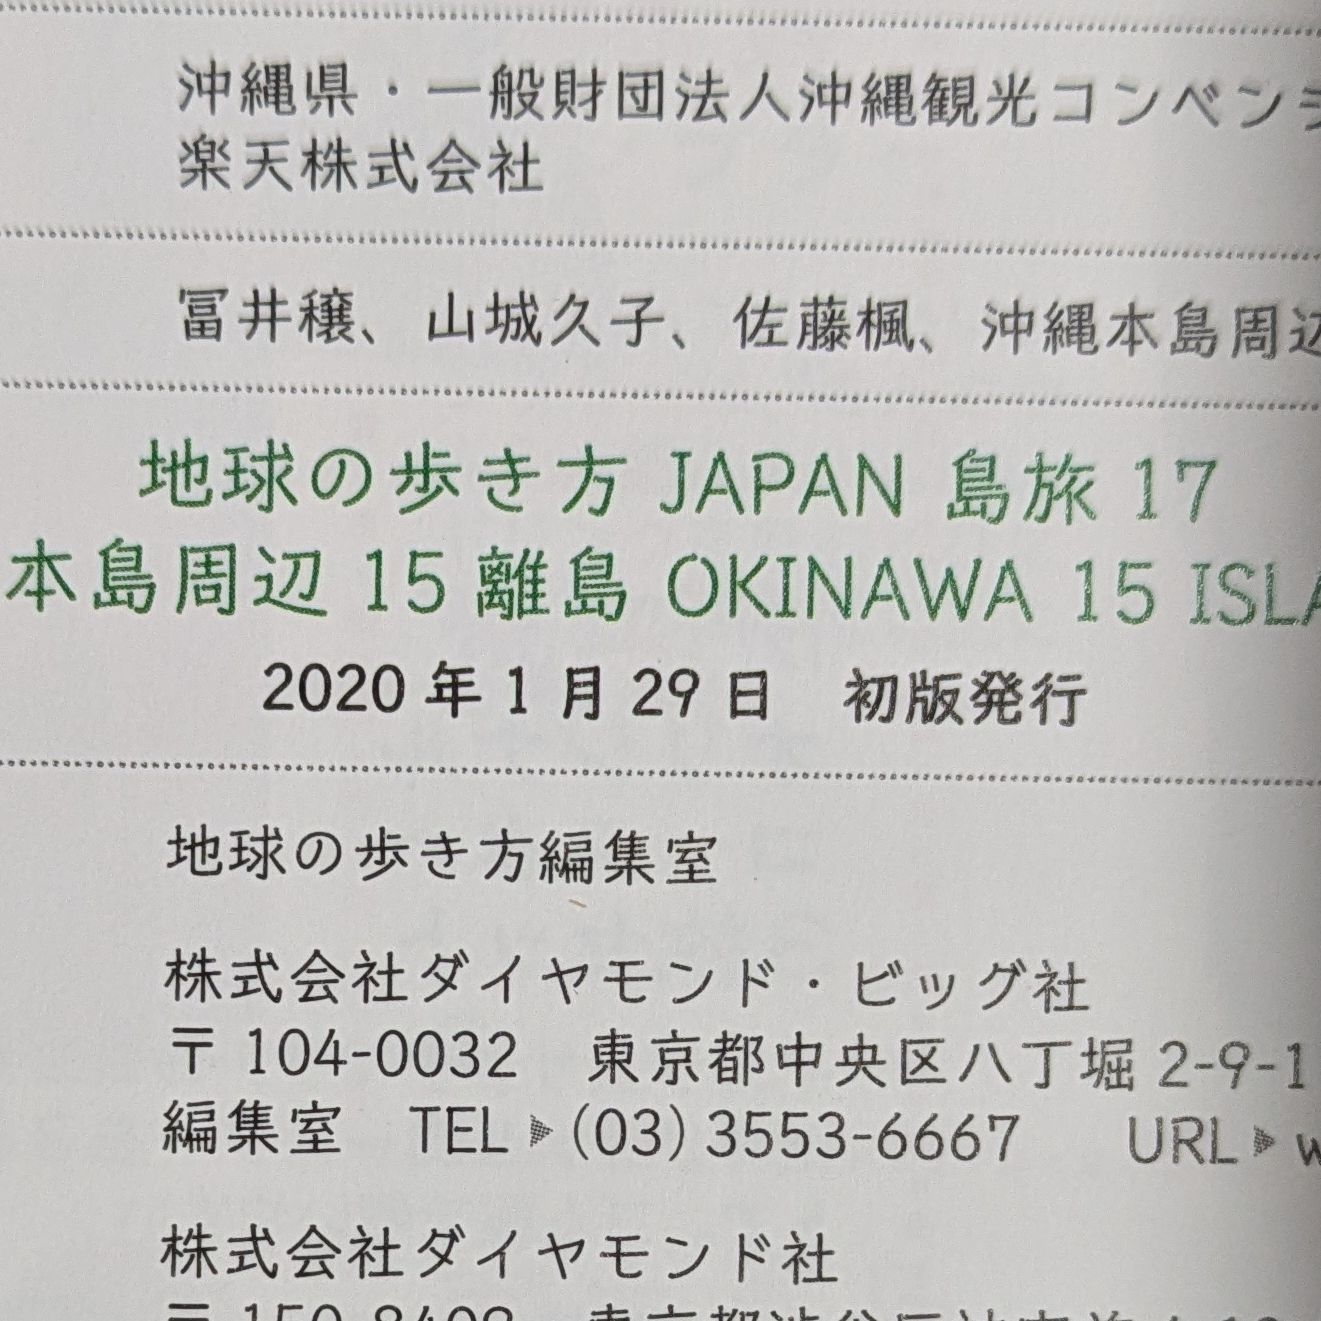 沖縄県・一般財団法人沖縄観光コンベン
楽天株式会社
冨井穣、山城久子、佐藤楓、沖縄本島周辺
地球の歩き方 JAPAN 島旅 17
本島周辺 15 離島 OKINAWA 15 ISLA
2020 年 1 月 29 日　初版発行
地球の歩き方編集室
株式会社ダイヤモンド・ビッグ社
〒 104-0032　東京都中央区八丁堀 2-9-1
編集室　TEL▶(03) 3553-6667　URL▶w
株式会社ダイヤモンド社